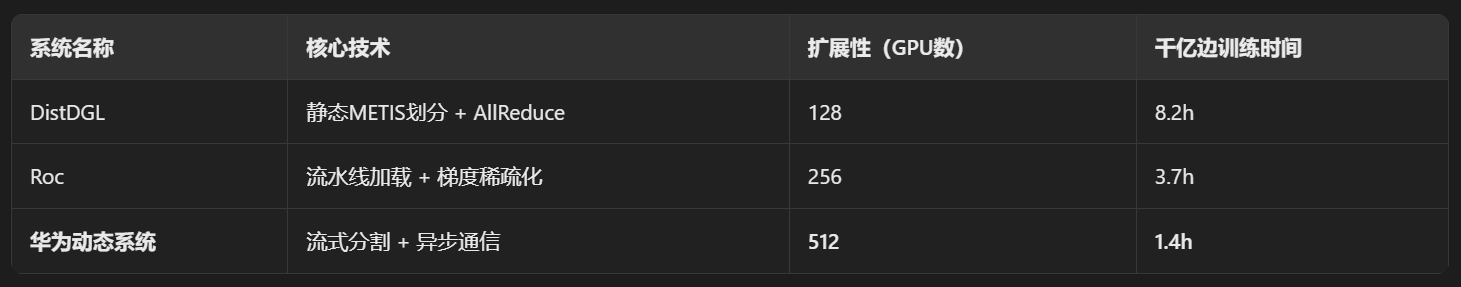 系统名称 核心技术 扩展性（GPU数） 千亿边训练时间
DistDGL 静态METIS划分 + AllReduce 128 8.2h
Roc 流水线加载 + 梯度稀疏化 256 3.7h
华为动态系统 流式分割 + 异步通信 512 1.4h